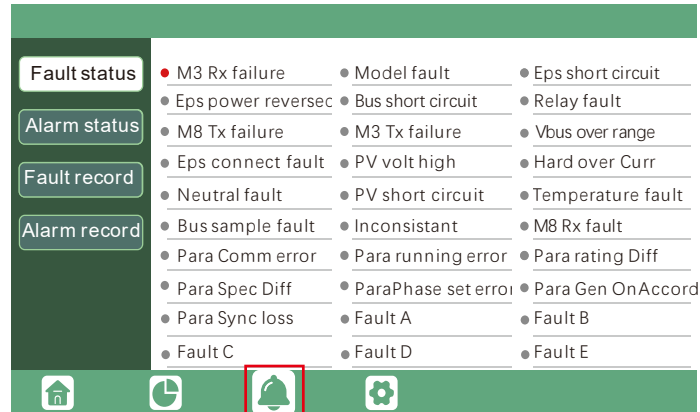 Fault status
Alarm status
Fault record
Alarm record
M3 Rx failure Model fault Eps short circuit
Eps power reversec Bus short circuit Relay fault
M8 Tx failure M3 Tx failure Vbus over range
Eps connect fault PV volt high Hard over Curr
Neutral fault PV short circuit Temperature fault
Bus sample fault Inconsistant M8 Rx fault
Para Comm error Para running error Para rating Diff
Para Spec Diff ParaPhase set error Para Gen On Accord
Para Sync loss Fault A Fault B
Fault C Fault D Fault E